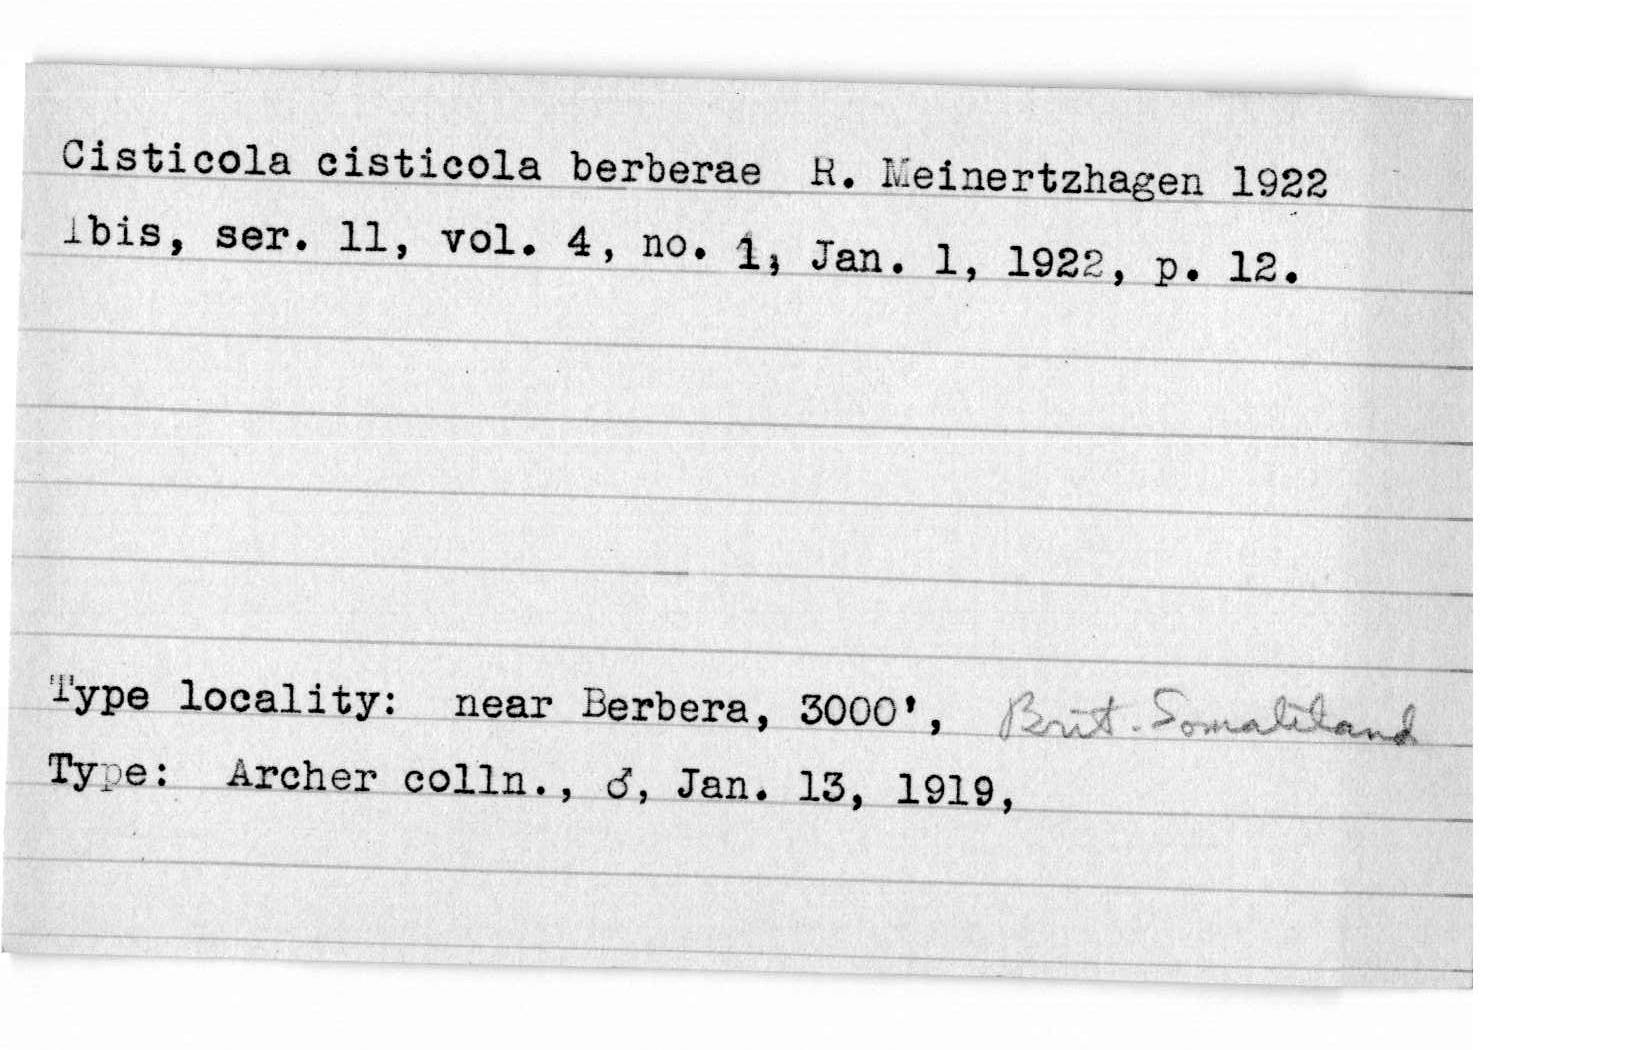 Cisticola cisticola berberae R. Meinertzhagen 1922
Ibis, ser. 11, vol. 4, no. 1, Jan. 1, 1922, p. 12.
Type locality: near Berbera, 3000', Brit. Somaliland
Type: Archer colln., ♂, Jan. 13, 1919,